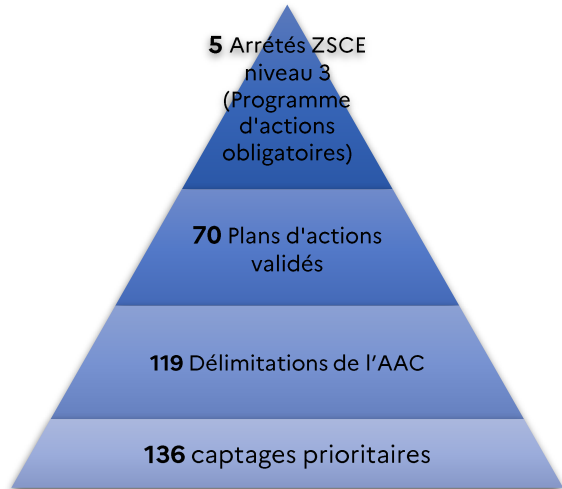 5 Arrêtés ZSCE
niveau 3
(Programme
d'actions
obligatoires)
70 Plans d'actions
validés
119 Délimitations de l’AAC
136 captages prioritaires